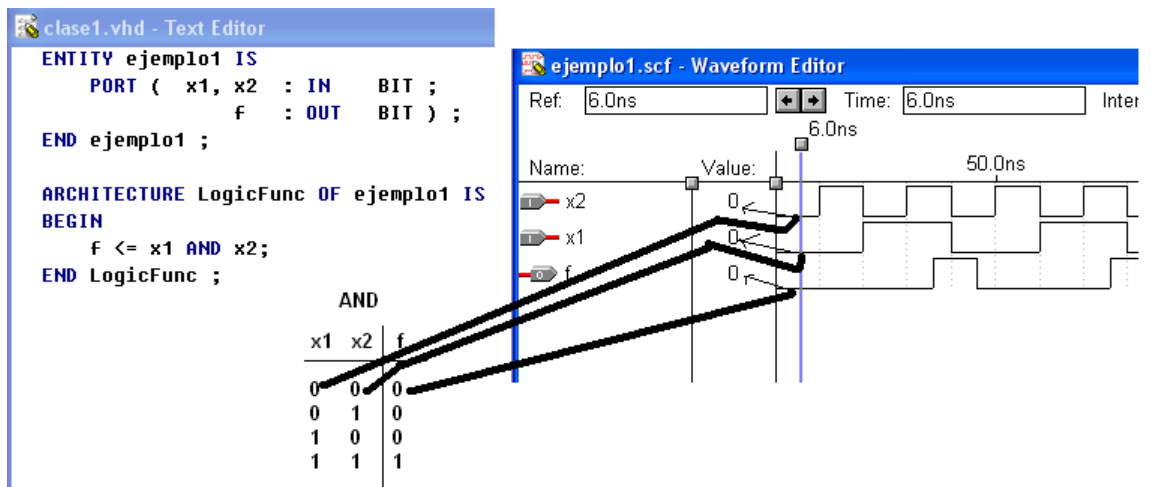 clase1.vhd - Text Editor
ENTITY ejemplo1 IS
PORT ( x1, x2 : IN BIT ;
f : OUT BIT ) ;
END ejemplo1 ;
ARCHITECTURE LogicFunc OF ejemplo1 IS
BEGIN
f <= x1 AND x2;
END LogicFunc ;
AND
x1 x2 f
0 0 0
0 1 0
1 0 0
1 1 1
ejemplo1.scf - Waveform Editor
Ref: 6.0ns Time: 6.0ns Inter
6.0ns
Name: Value: 50.0ns
x2 0
x1 0
f 0